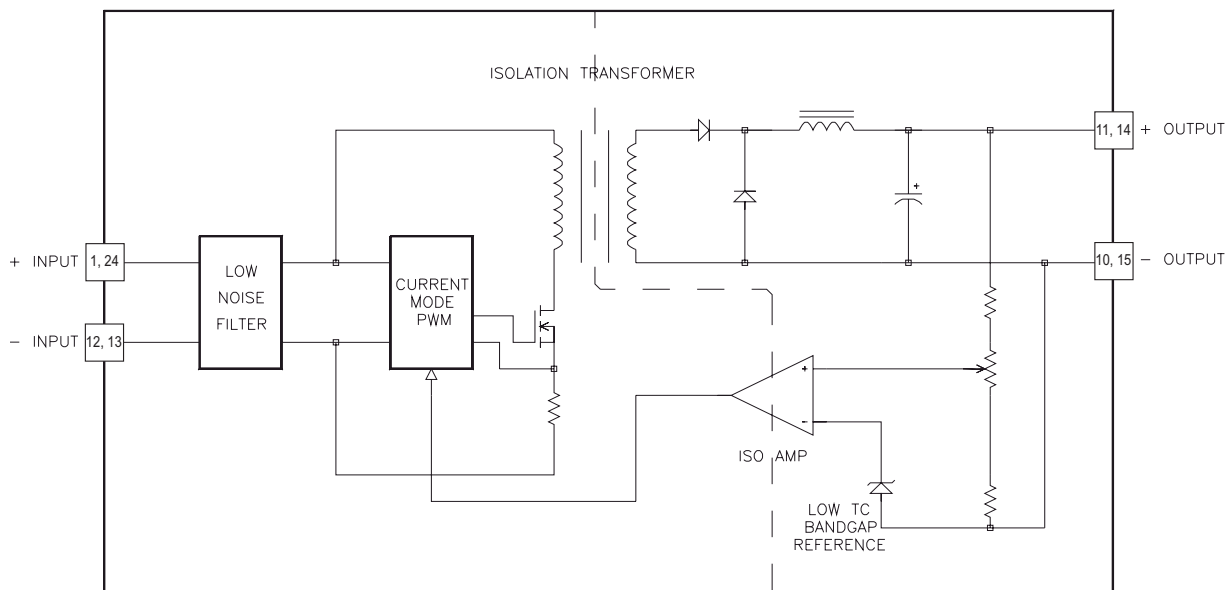 ISOLATION TRANSFORMER
11, 14 + OUTPUT
+
+ INPUT 1, 24
LOW
NOISE
FILTER
CURRENT
MODE
PWM
10, 15 − OUTPUT
− INPUT 12, 13
+
-
ISO AMP
LOW TC
BANDGAP
REFERENCE